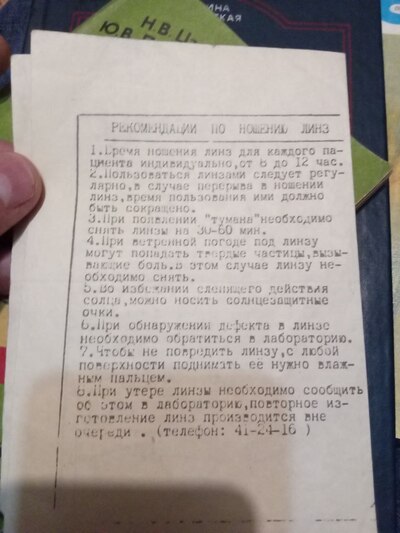 Н.В.Ц
Ю.В.
РЕКОМЕНДАЦИИ ПО НОШЕНИЮ ЛИНЗ
1.Время ношения линз для каждого па-
циента индивидуально,от 8 до 12 час.
2.Пользоваться линзами следует регу-
лярно,в случае перерыва в ношении
линз,время пользования ими должно
быть сокращено.
3.При появлении "тумана"необходимо
снять линзы на 30-60 мин.
4.При ветренной погоде под линзу
могут попадать твердые частицы,вызы-
вающие боль.В этом случае линзу не-
обходимо снять.
5.Во избежании слепящего действия
солца,можно носить солнцезащитные
очки.
6.При обнаружения дефекта в линзе
необходимо обратиться в лабораторию.
7.Чтобы не повредить линзу,с любой
поверхности поднимать ее нужно влаж-
ным пальцем.
8.При утере линзы необходимо сообщить
об этом в лабораторию,повторное из-
готовление линз производится вне
очереди . (телефон: 41-24-16 )